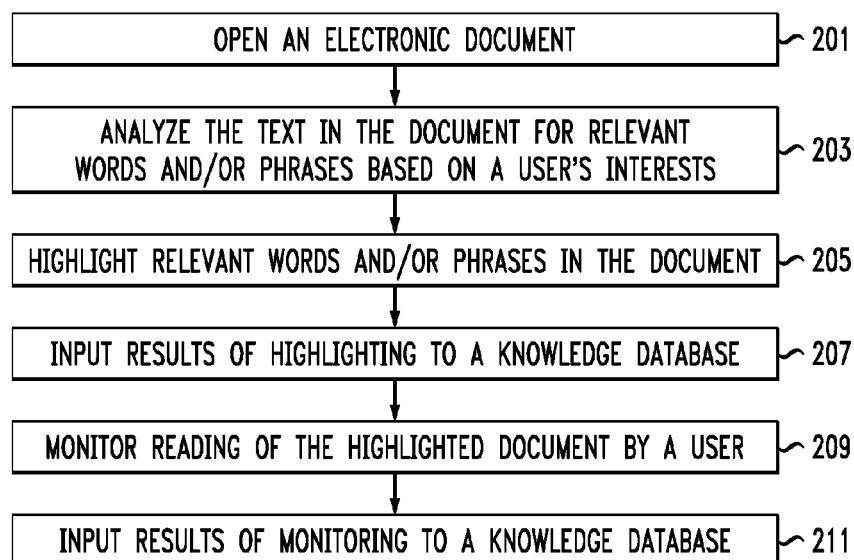 OPEN AN ELECTRONIC DOCUMENT 201
ANALYZE THE TEXT IN THE DOCUMENT FOR RELEVANT
WORDS AND/OR PHRASES BASED ON A USER'S INTERESTS 203
HIGHLIGHT RELEVANT WORDS AND/OR PHRASES IN THE DOCUMENT 205
INPUT RESULTS OF HIGHLIGHTING TO A KNOWLEDGE DATABASE 207
MONITOR READING OF THE HIGHLIGHTED DOCUMENT BY A USER 209
INPUT RESULTS OF MONITORING TO A KNOWLEDGE DATABASE 211